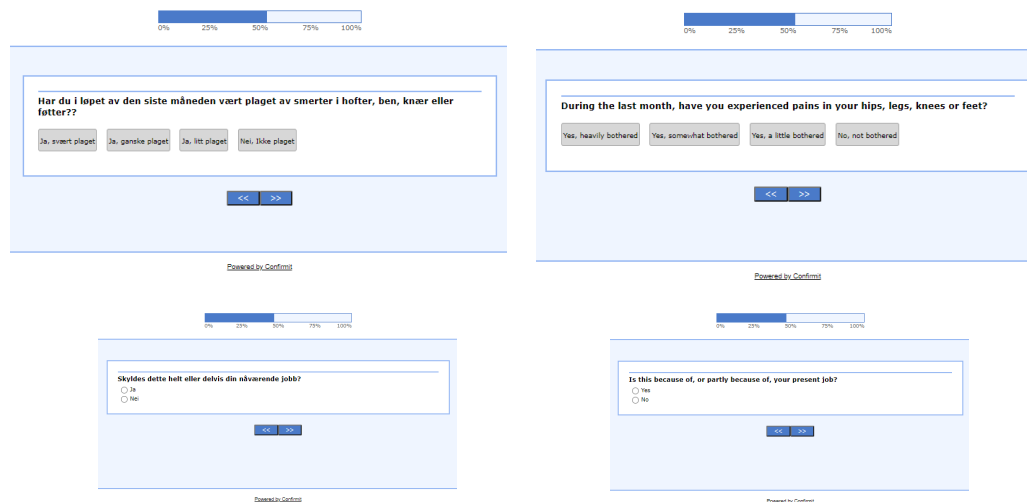 0% 25% 50% 75% 100%
Har du i løpet av den siste måneden vært plaget av smerter i hofter, ben, knær eller
føtter??
Ja, svært plaget Ja, ganske plaget Ja, litt plaget Nei, Ikke plaget
<< >>
Powered by Confirmit
0% 25% 50% 75% 100%
During the last month, have you experienced pains in your hips, legs, knees or feet?
Yes, heavily bothered Yes, somewhat bothered Yes, a little bothered No, not bothered
<< >>
Powered by Confirmit
0% 25% 50% 75% 100%
Skyldes dette helt eller delvis din nåværende jobb?
Ja
Nei
<< >>
Powered by Confirmit
0% 25% 50% 75% 100%
Is this because of, or partly because of, your present job?
Yes
No
<< >>
Powered by Confirmit